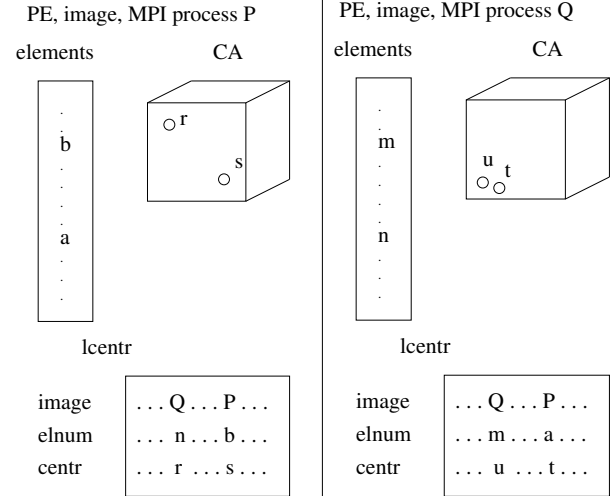 PE, image, MPI process P
elements CA
.
.
b
.
.
.
.
a
.
.
.
r
s
lcentr
image . . . Q . . . P . . .
elnum . . . n . . . b . . .
centr . . . r . . . s . . .
PE, image, MPI process Q
elements CA
.
.
m
.
.
.
.
n
.
.
.
u
t
lcentr
image . . . Q . . . P . . .
elnum . . . m . . . a . . .
centr . . . u . . . t . . .